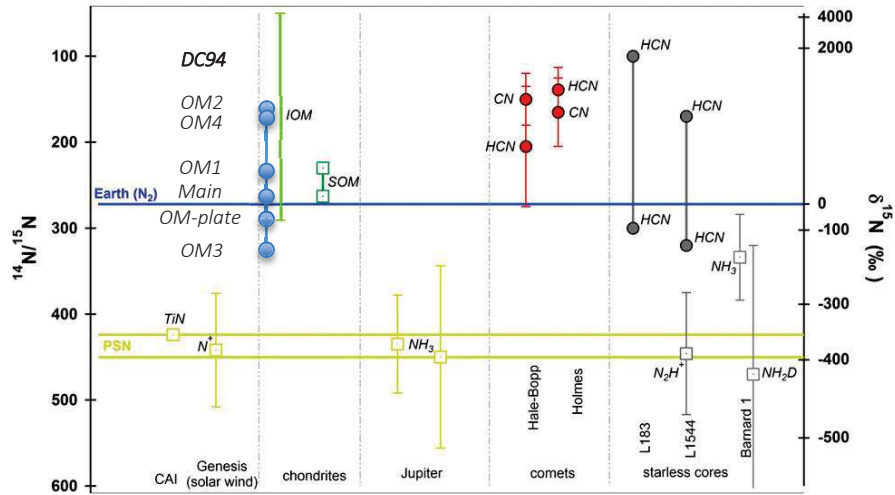 4000
2000
100
200
300
400
500
600
¹⁴N/¹⁵N
0
-100
-200
-300
-400
-500
δ ¹⁵N (‰)
DC94
OM2
OM4
OM1
Main
OM-plate
OM3
IOM
SOM
Earth (N₂)
PSN
TiN
N⁺
NH₃
CN
HCN
HCN
CN
HCN
HCN
HCN
HCN
NH₃
N₂H⁺
NH₂D
Hale-Bopp
Holmes
L183
L1544
Barnard 1
CAI
Genesis
(solar wind)
chondrites
Jupiter
comets
starless cores